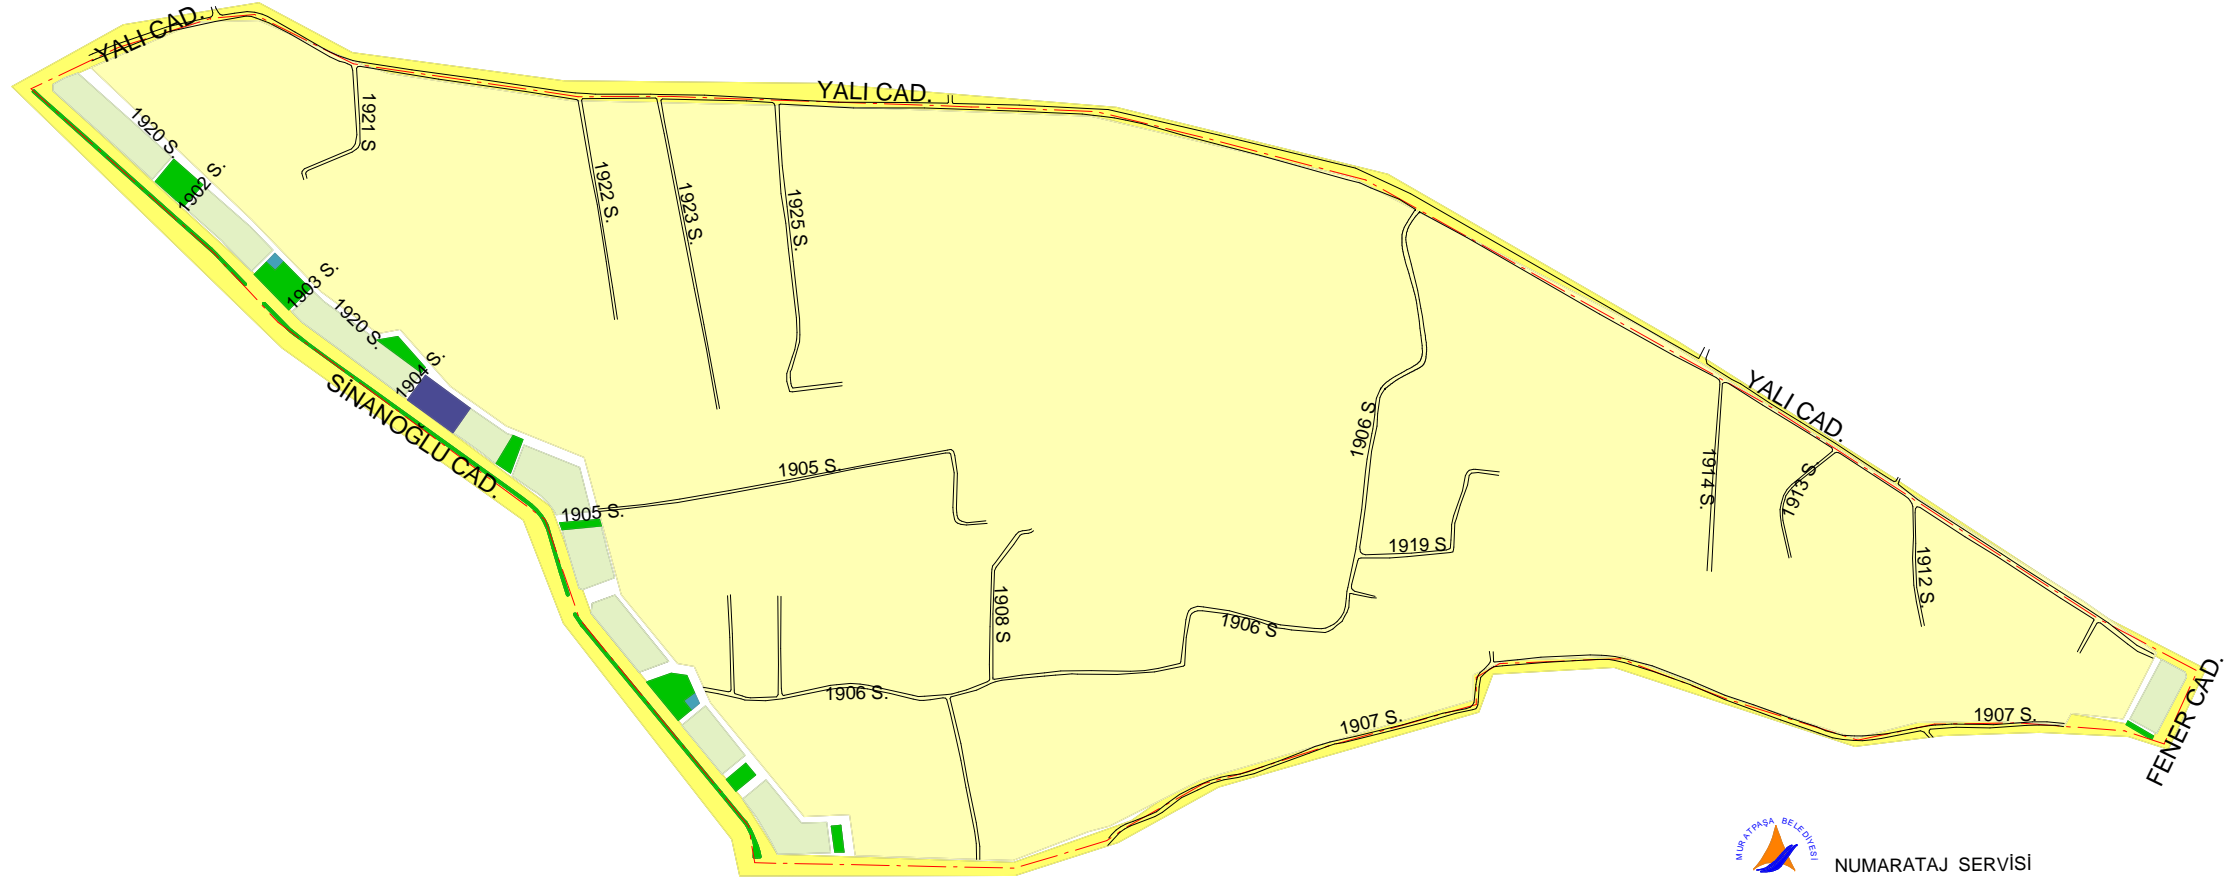 YALI CAD.
YALI CAD.
1921 S
1920 S.
1902 S.
1922 S.
1923 S.
1925 S.
1903 S.
1920 S.
1904 S.
SİNANOĞLU CAD.
YALI CAD.
1906 S
1905 S.
1905 S.
1914 S.
1913 S.
1919 S
1912 S.
1908 S
1906 S
1906 S.
1907 S.
1907 S.
FENER CAD.
MURATPAŞA BELEDİYESİ
NUMARATAJ SERVİSİ